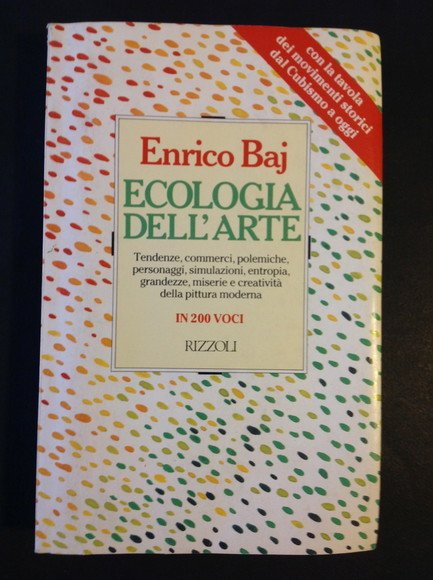 con la tavola
dei movimenti storici
dal Cubismo a oggi
Enrico Baj
ECOLOGIA
DELL'ARTE
Tendenze, commerci, polemiche,
personaggi, simulazioni, entropia,
grandezze, miserie e creatività
della pittura moderna
IN 200 VOCI
RIZZOLI